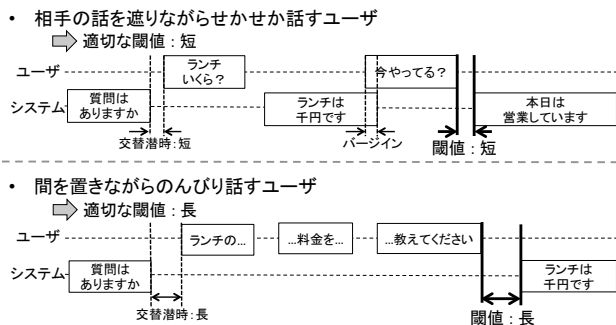 • 相手の話を遮りながらせかせか話すユーザ
適切な閾値：短
ユーザ
ランチ
いくら？
今やってる？
システム
質問は
ありますか
ランチは
千円です
本日は
営業しています
交替潜時：短
バージイン
閾値：短
• 間を置きながらのんびり話すユーザ
適切な閾値：長
ユーザ
ランチの...
...料金を...
...教えてください
システム
質問は
ありますか
ランチは
千円です
交替潜時：長
閾値：長